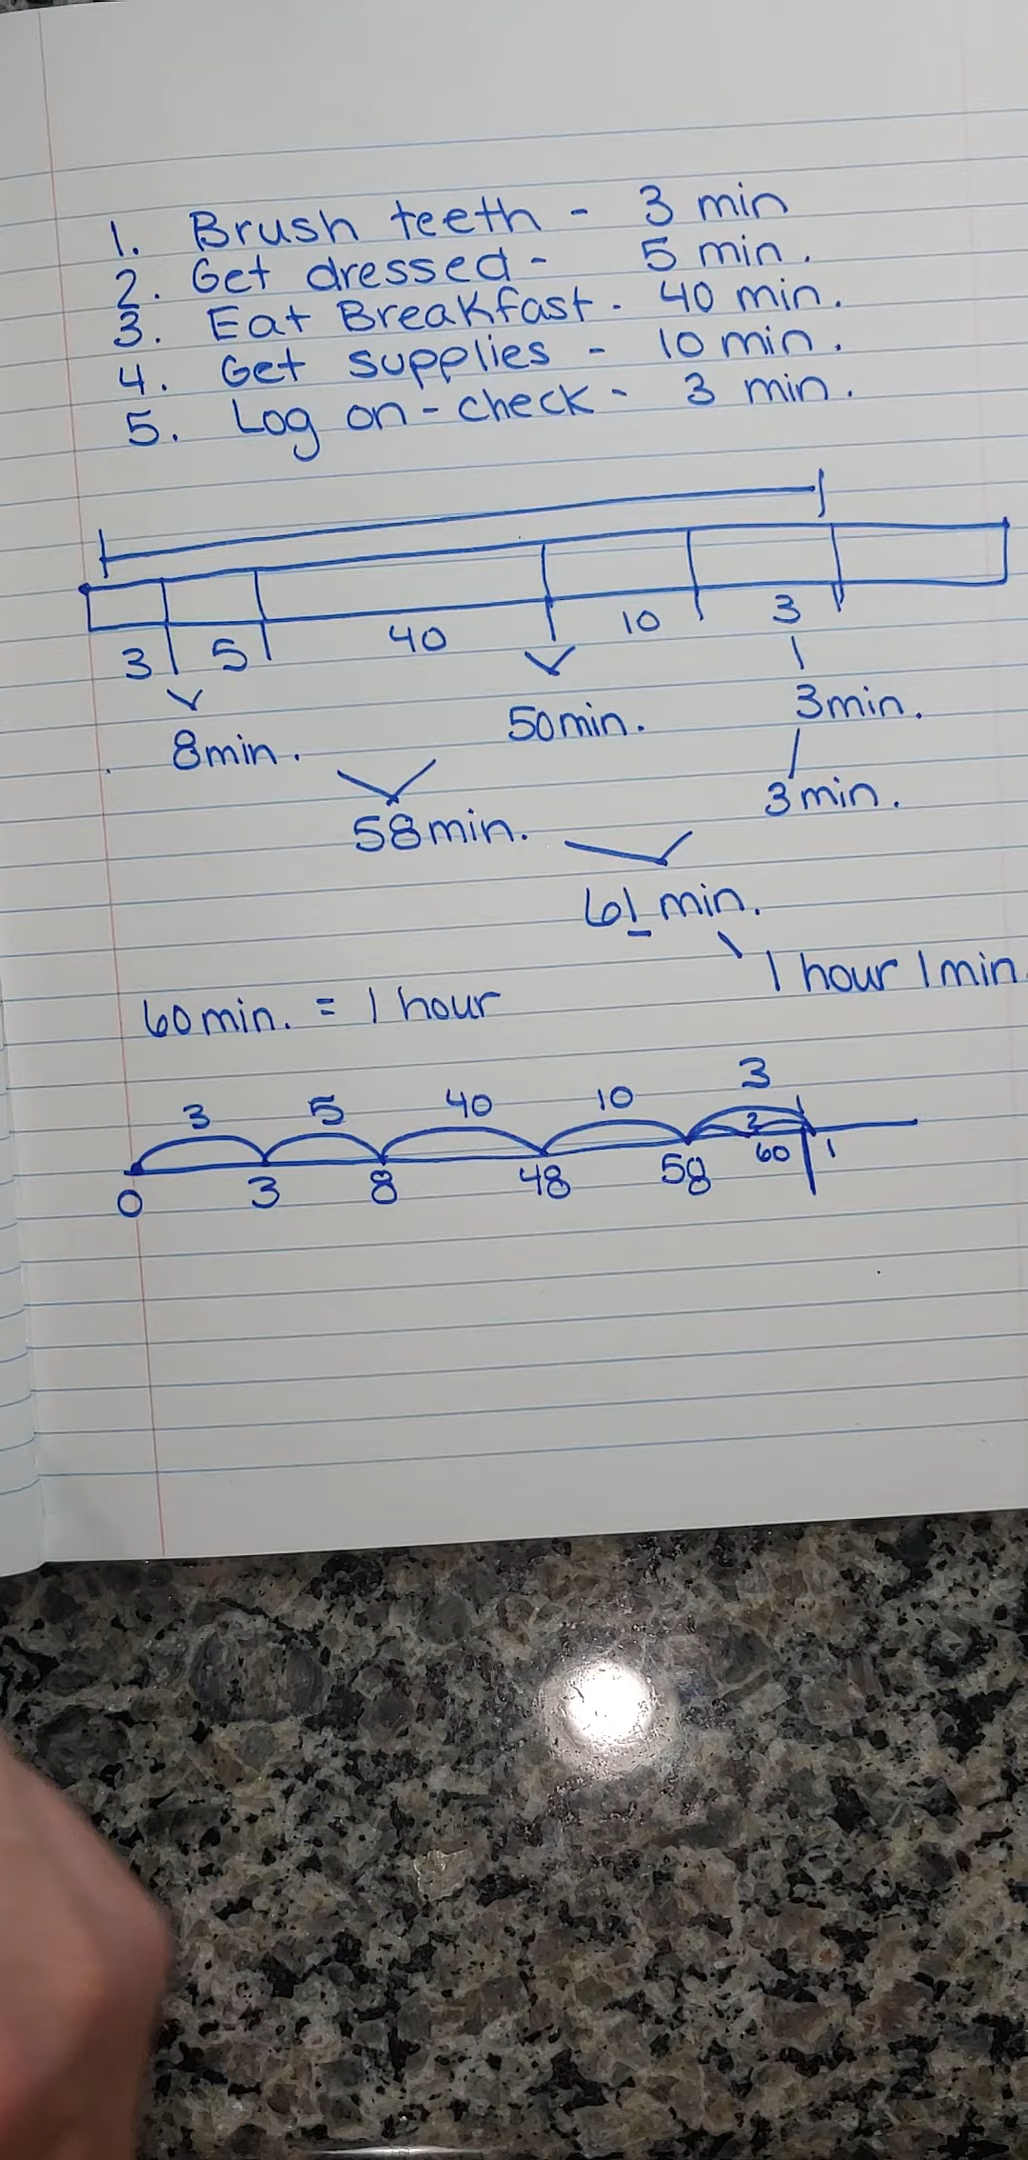 1. Brush teeth - 3 min
2. Get dressed - 5 min.
3. Eat Breakfast - 40 min.
4. Get supplies - 10 min.
5. Log on - check - 3 min.
3 5 40 10 3
8 min. 50 min. 3 min.
58 min. 3 min.
61 min.
1 hour 1 min
60 min. = 1 hour
3 5 40 10 3
2 1
0 3 8 48 58 60 1